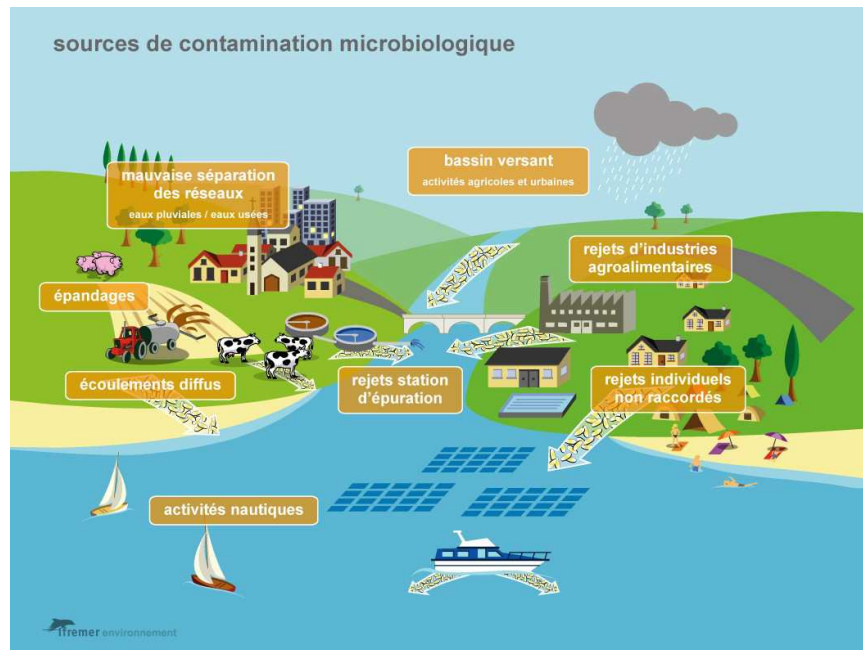 sources de contamination microbiologique
bassin versant
activités agricoles et urbaines
mauvaise séparation
des réseaux
eaux pluviales / eaux usées
rejets d'industries
agroalimentaires
épandages
écoulements diffus
rejets station
d'épuration
rejets individuels
non raccordés
activités nautiques
ifremer environnement